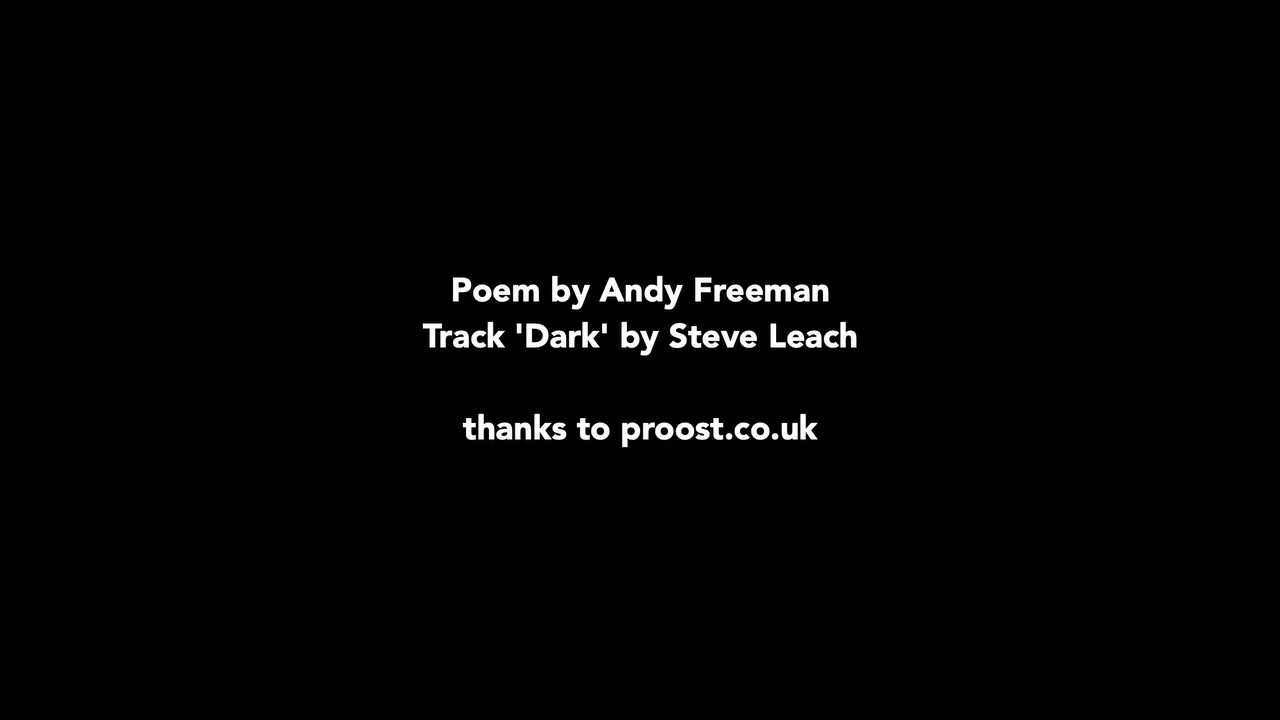 Poem by Andy Freeman
Track 'Dark' by Steve Leach
thanks to proost.co.uk